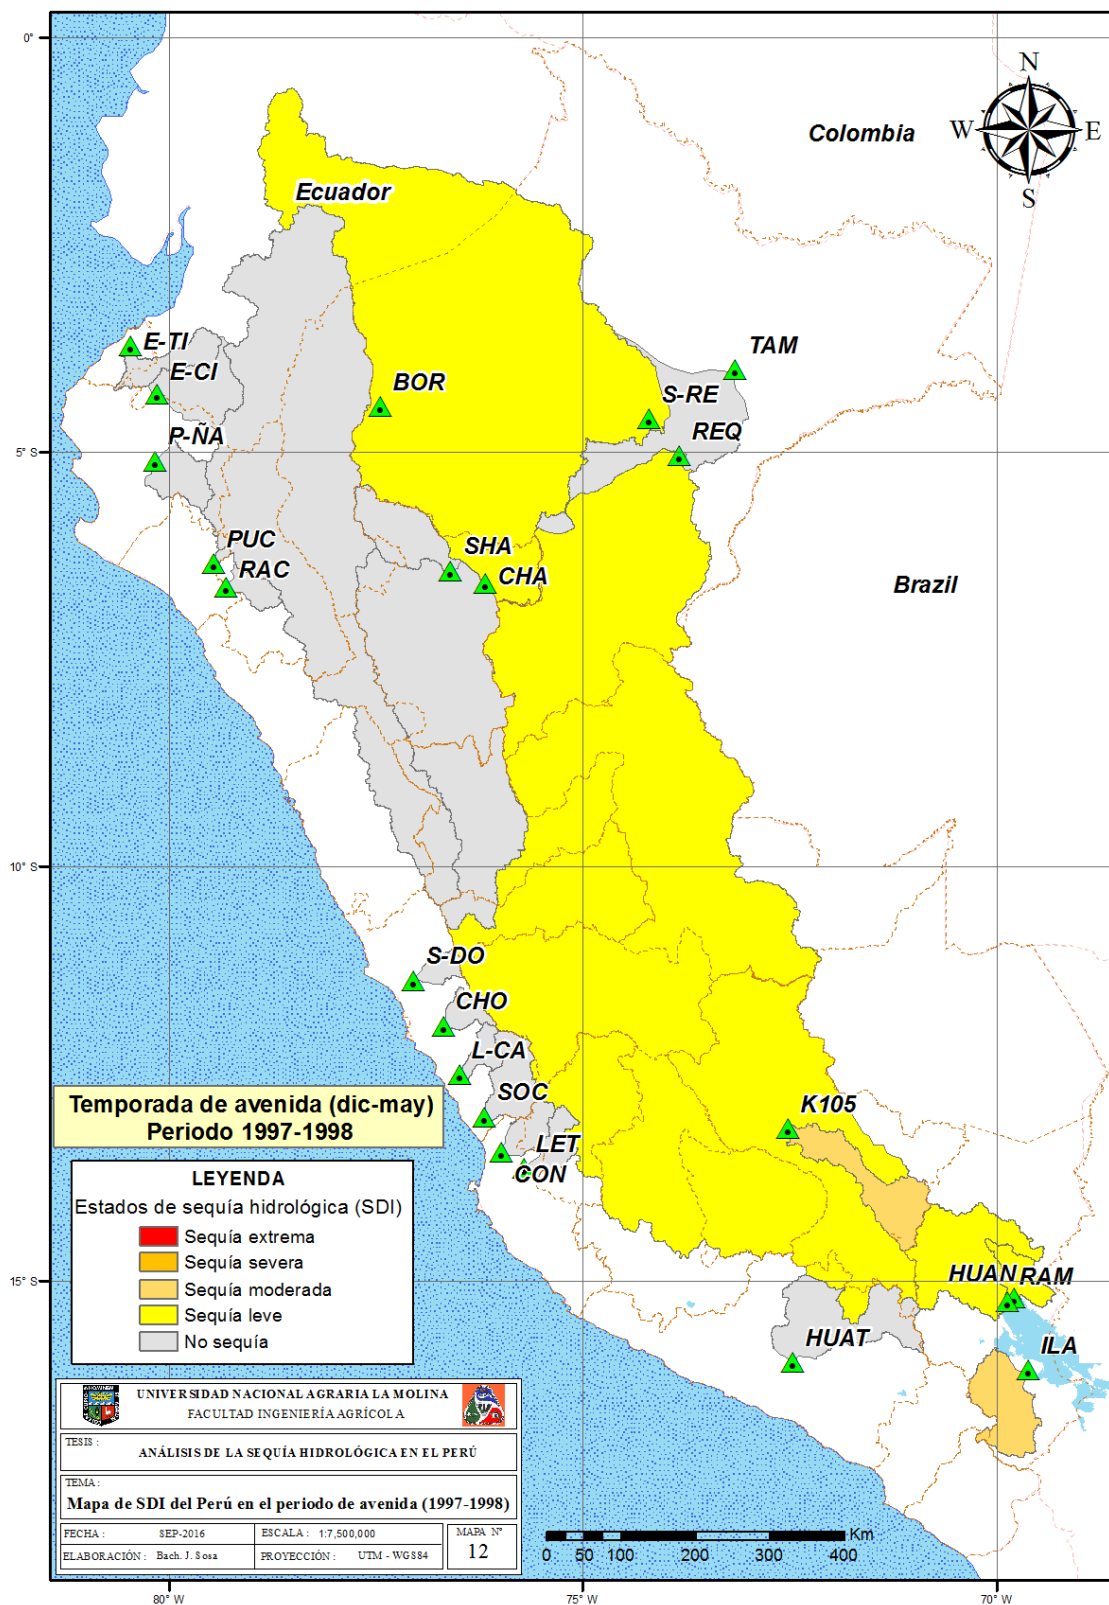 0°
5° S
10° S
15° S
80° W
75° W
70° W
N
W
E
S
Colombia
Ecuador
Brazil
E-TI
E-CI
P-ÑA
PUC
RAC
BOR
TAM
S-RE
REQ
SHA
CHA
S-DO
CHO
L-CA
SOC
LET
CON
K105
HUAN
RAM
HUAT
ILA
Temporada de avenida (dic-may)
Periodo 1997-1998
LEYENDA
Estados de sequía hidrológica (SDI)
Sequía extrema
Sequía severa
Sequía moderada
Sequía leve
No sequía
UNIVERSIDAD NACIONAL AGRARIA LA MOLINA
FACULTAD INGENIERÍA AGRÍCOLA
TESIS :
ANÁLISIS DE LA SEQUÍA HIDROLÓGICA EN EL PERÚ
TEMA :
Mapa de SDI del Perú en el periodo de avenida (1997-1998)
FECHA : SEP-2016
ESCALA : 1:7,500,000
MAPA Nº
12
ELABORACIÓN : Bach. J. Sosa
PROYECCIÓN : UTM - WGS84
Km
0 50 100 200 300 400